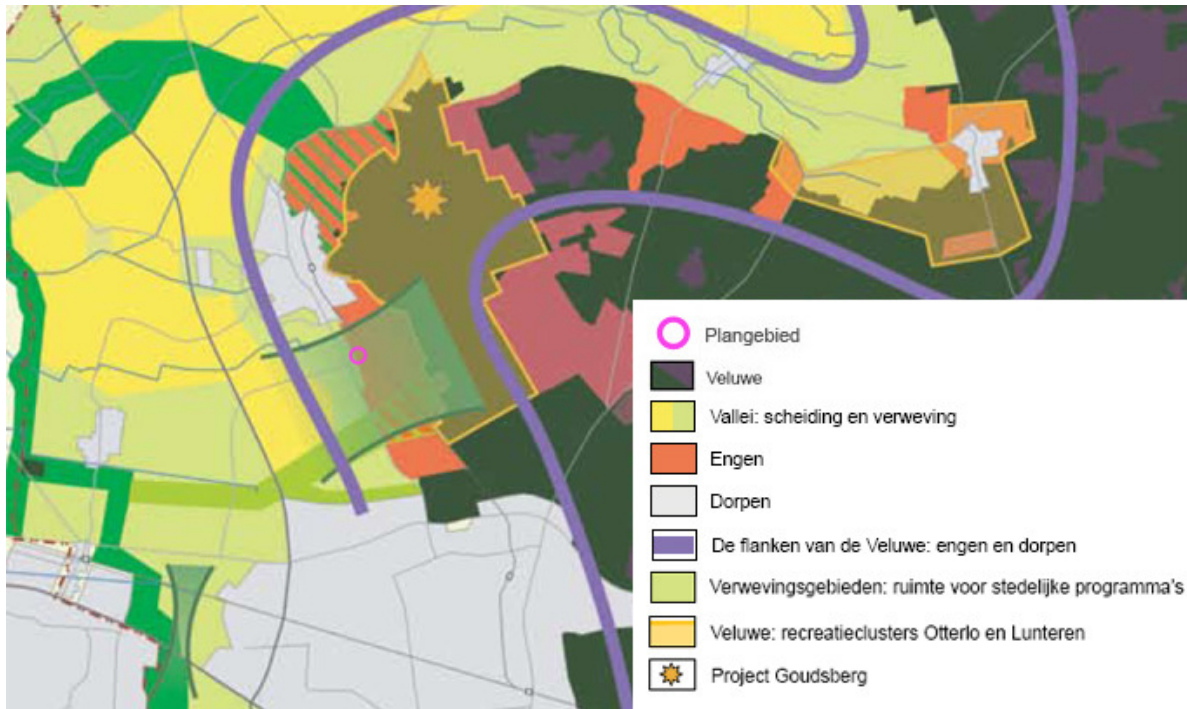 Plangebied
Veluwe
Vallei: scheiding en verweving
Engen
Dorpen
De flanken van de Veluwe: engen en dorpen
Verwevingsgebieden: ruimte voor stedelijke programma's
Veluwe: recreatieclusters Otterlo en Lunteren
Project Goudsberg